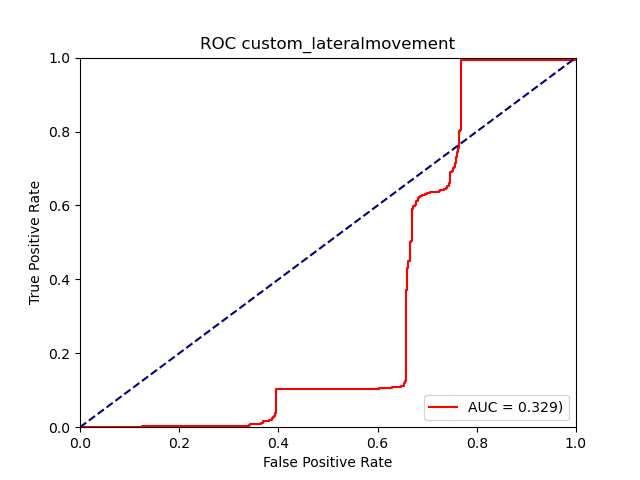 ROC custom_lateralmovement
1.0
0.8
0.6
0.4
0.2
0.0
True Positive Rate
AUC = 0.329)
0.0 0.2 0.4 0.6 0.8 1.0
False Positive Rate